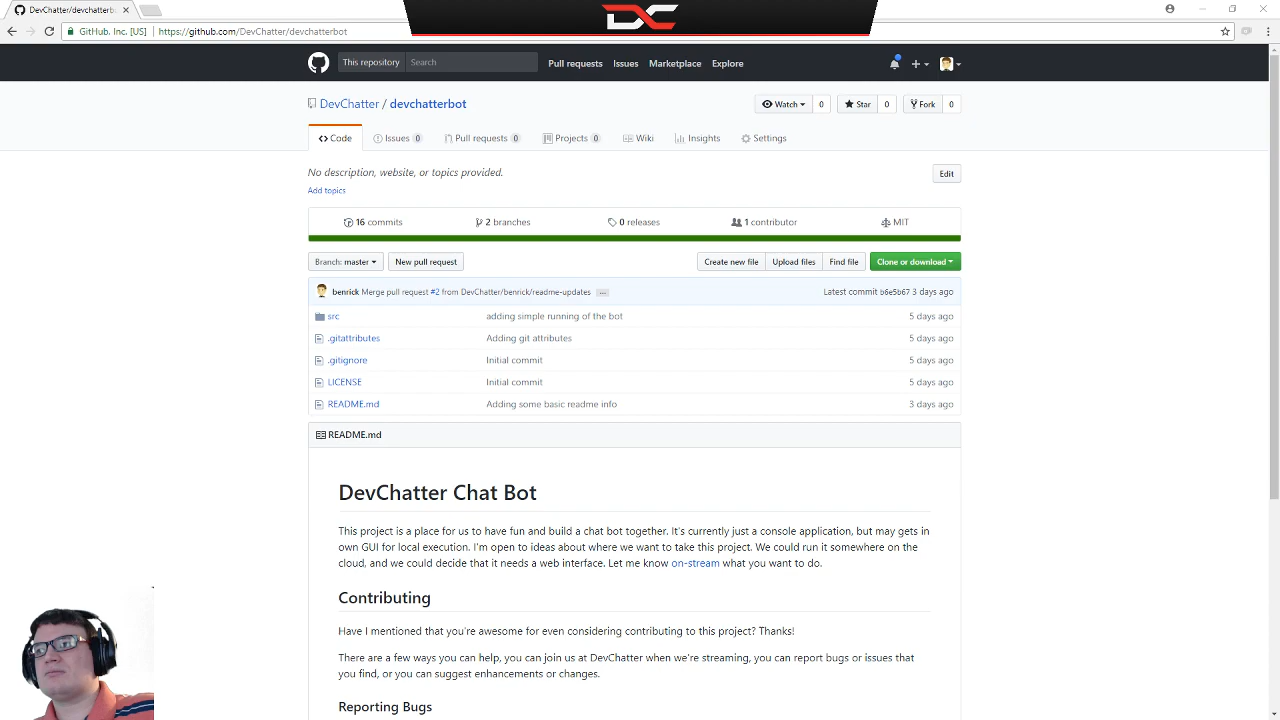 DevChatter/devchatterb
DC
GitHub, Inc. [US] https://github.com/DevChatter/devchatterbot
This repository Search Pull requests Issues Marketplace Explore
DevChatter / devchatterbot Watch 0 Star 0 Fork 0
Code Issues 0 Pull requests 0 Projects 0 Wiki Insights Settings
No description, website, or topics provided. Edit
Add topics
16 commits 2 branches 0 releases 1 contributor MIT
Branch: master New pull request Create new file Upload files Find file Clone or download
benrick Merge pull request #2 from DevChatter/benrick/readme-updates ... Latest commit b6e5b67 3 days ago
src adding simple running of the bot 5 days ago
.gitattributes Adding git attributes 5 days ago
.gitignore Initial commit 5 days ago
LICENSE Initial commit 5 days ago
README.md Adding some basic readme info 3 days ago
README.md
DevChatter Chat Bot
This project is a place for us to have fun and build a chat bot together. It's currently just a console application, but may gets in
own GUI for local execution. I'm open to ideas about where we want to take this project. We could run it somewhere on the
cloud, and we could decide that it needs a web interface. Let me know on-stream what you want to do.
Contributing
Have I mentioned that you're awesome for even considering contributing to this project? Thanks!
There are a few ways you can help, you can join us at DevChatter when we're streaming, you can report bugs or issues that
you find, or you can suggest enhancements or changes.
Reporting Bugs